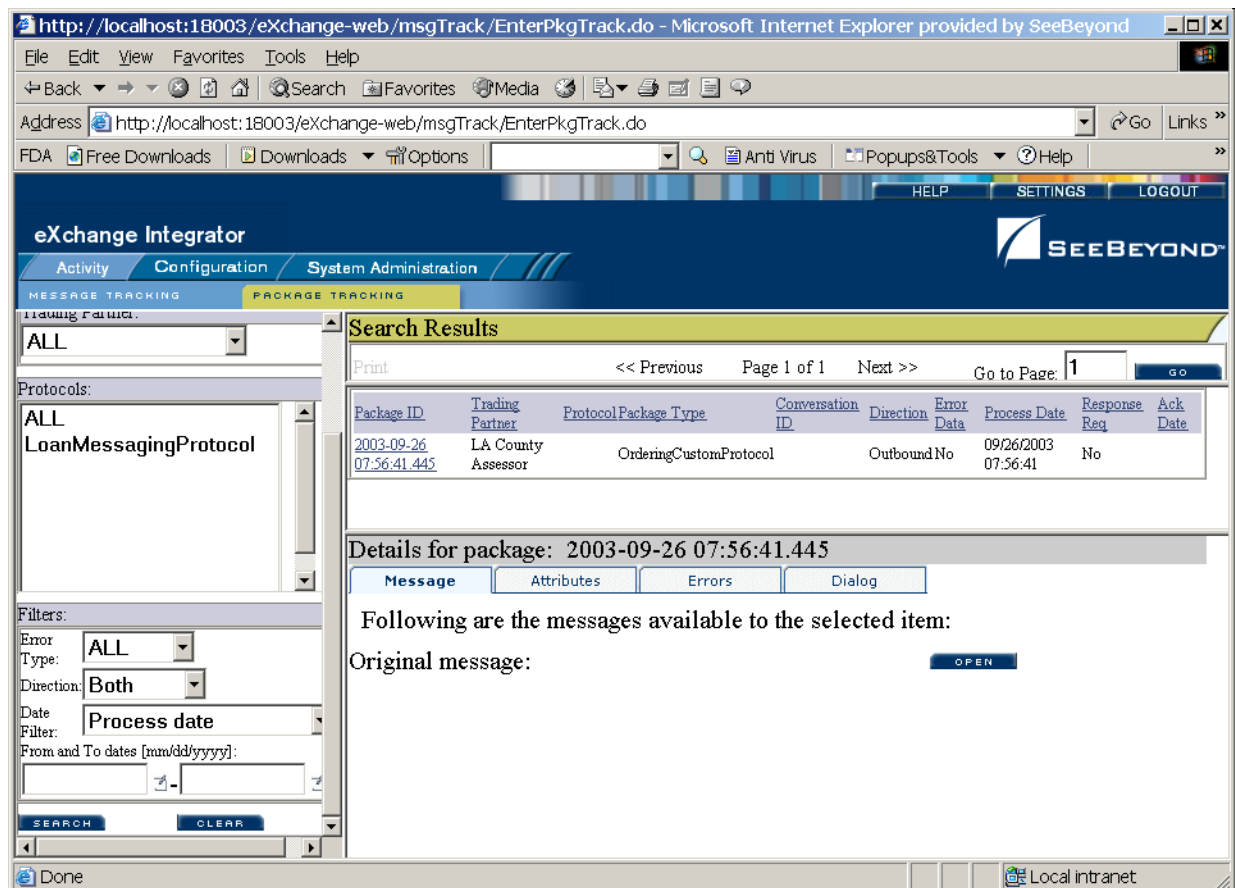 http://localhost:18003/eXchange-web/msgTrack/EnterPkgTrack.do - Microsoft Internet Explorer provided by SeeBeyond
File Edit View Favorites Tools Help
Back Search Favorites Media
Address http://localhost:18003/eXchange-web/msgTrack/EnterPkgTrack.do Go Links »
FDA Free Downloads Downloads Options Anti Virus Popups&Tools Help »
HELP SETTINGS LOGOUT
eXchange Integrator
SEEBEYOND™
Activity Configuration System Administration
MESSAGE TRACKING PACKAGE TRACKING
Trading Partner:
ALL
Protocols:
ALL
LoanMessagingProtocol
Filters:
Error Type: ALL
Direction: Both
Date Filter: Process date
From and To dates [mm/dd/yyyy]:
-
SEARCH CLEAR
Search Results
Print << Previous Page 1 of 1 Next >> Go to Page: 1 GO
Package ID Trading Partner Protocol Package Type Conversation ID Direction Error Data Process Date Response Req Ack Date
2003-09-26 07:56:41.445 LA County Assessor OrderingCustomProtocol Outbound No 09/26/2003 07:56:41 No
Details for package: 2003-09-26 07:56:41.445
Message Attributes Errors Dialog
Following are the messages available to the selected item:
Original message: OPEN
Done Local intranet